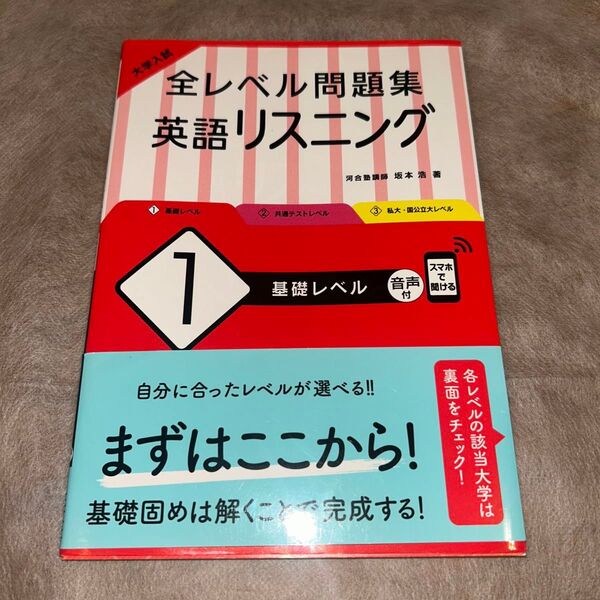 大学入試
全レベル問題集
英語リスニング
河合塾講師 坂本 浩 著
1 基礎レベル
2 共通テストレベル
3 私大・国公立大レベル
1
基礎レベル
音声付
スマホで聞ける
自分に合ったレベルが選べる!!
まずはここから!
基礎固めは解くことで完成する!
各レベルの該当大学は
裏面をチェック!